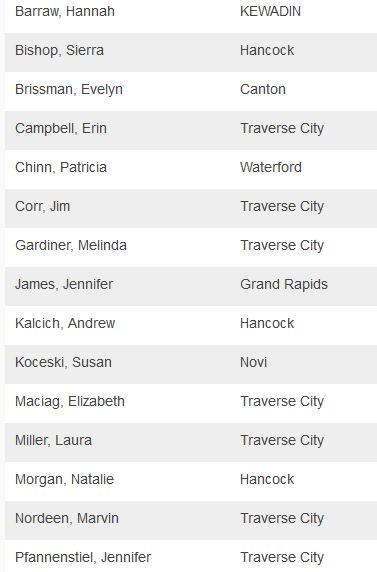 Barraw, Hannah KEWADIN
Bishop, Sierra Hancock
Brissman, Evelyn Canton
Campbell, Erin Traverse City
Chinn, Patricia Waterford
Corr, Jim Traverse City
Gardiner, Melinda Traverse City
James, Jennifer Grand Rapids
Kalcich, Andrew Hancock
Koceski, Susan Novi
Maciag, Elizabeth Traverse City
Miller, Laura Traverse City
Morgan, Natalie Hancock
Nordeen, Marvin Traverse City
Pfannenstiel, Jennifer Traverse City